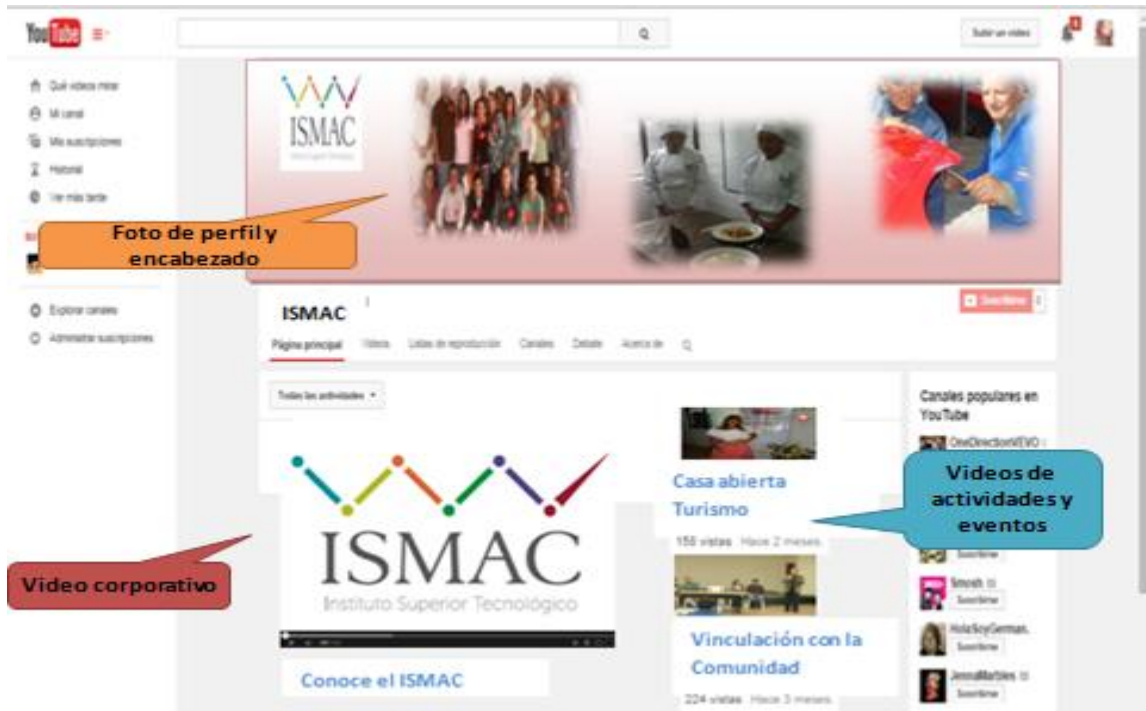 YouTube
Subir un video
Qué videos mirar
Mi canal
Mis suscripciones
Historial
Ver más tarde
ISMAC
Foto de perfil y
encabezado
Explorar canales
Administrar suscripciones
ISMAC
Suscribirse
Página principal
Videos
Listas de reproducción
Canales
Debate
Acerca de
Todas las actividades
Canales populares en
YouTube
OneDirectionVEVO
Casa abierta
Turismo
158 vistas Hace 2 meses
Videos de
actividades y
eventos
Suscribirse
Video corporativo
ISMAC
Instituto Superior Tecnológico
Conoce el ISMAC
Vinculación con la
Comunidad
224 vistas Hace 3 meses
Smosh
Suscribirse
HolaSoyGerman.
Suscribirse
JennaMarbles
Suscribirse